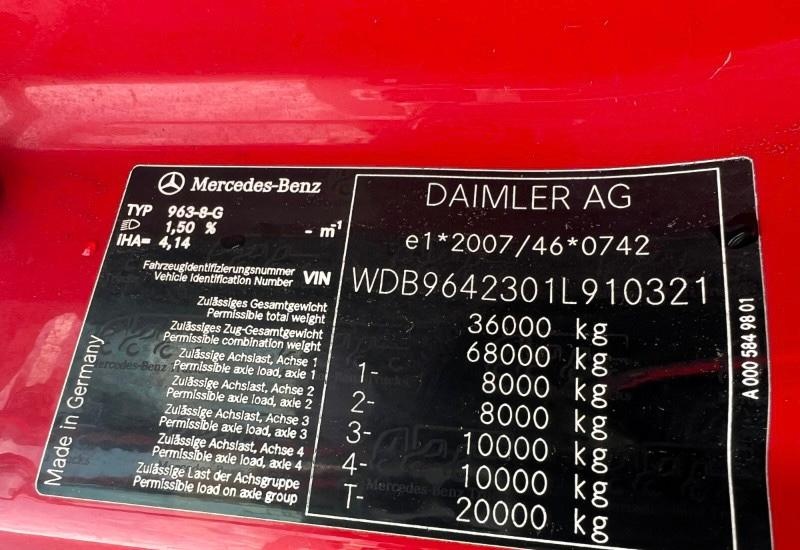 Mercedes-Benz
TYP 963-8-G
1,50 % - m⁻¹
IHA= 4,14
DAIMLER AG
e1*2007/46*0742
Fahrzeugidentifizierungsnummer
Vehicle Identification Number VIN WDB9642301L910321
Zulässiges Gesamtgewicht
Permissible total weight 36000 kg
Zulässiges Zug-Gesamtgewicht
Permissible combination weight 68000 kg
Zulässige Achslast, Achse 1
Permissible axle load, axle 1 1- 8000 kg
Zulässige Achslast, Achse 2
Permissible axle load, axle 2 2- 8000 kg
Zulässige Achslast, Achse 3
Permissible axle load, axle 3 3- 10000 kg
Zulässige Achslast, Achse 4
Permissible axle load, axle 4 4- 10000 kg
Zulässige Last der Achsgruppe
Permissible load on axle group T- 20000 kg
Made in Germany
A 000 584 98 01